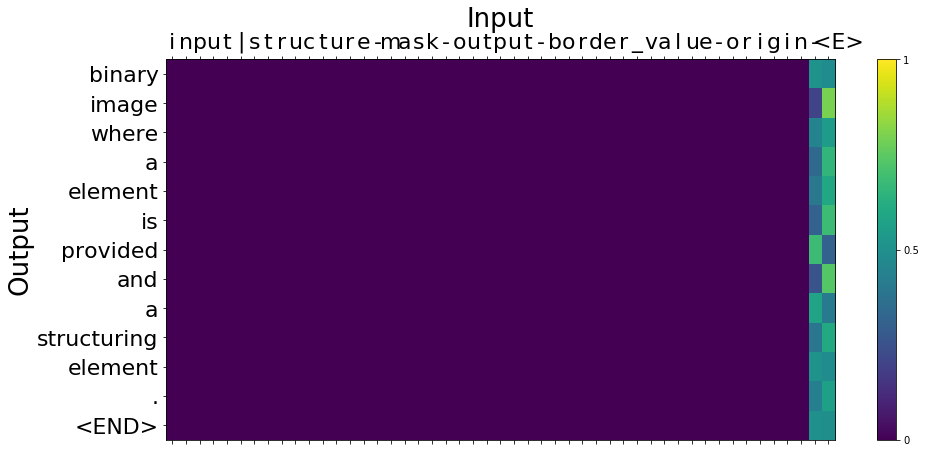 Input
input|structure-mask-output-border_value-origin-<E>
Output
binary
image
where
a
element
is
provided
and
a
structuring
element
.
<END>
1
0.5
0